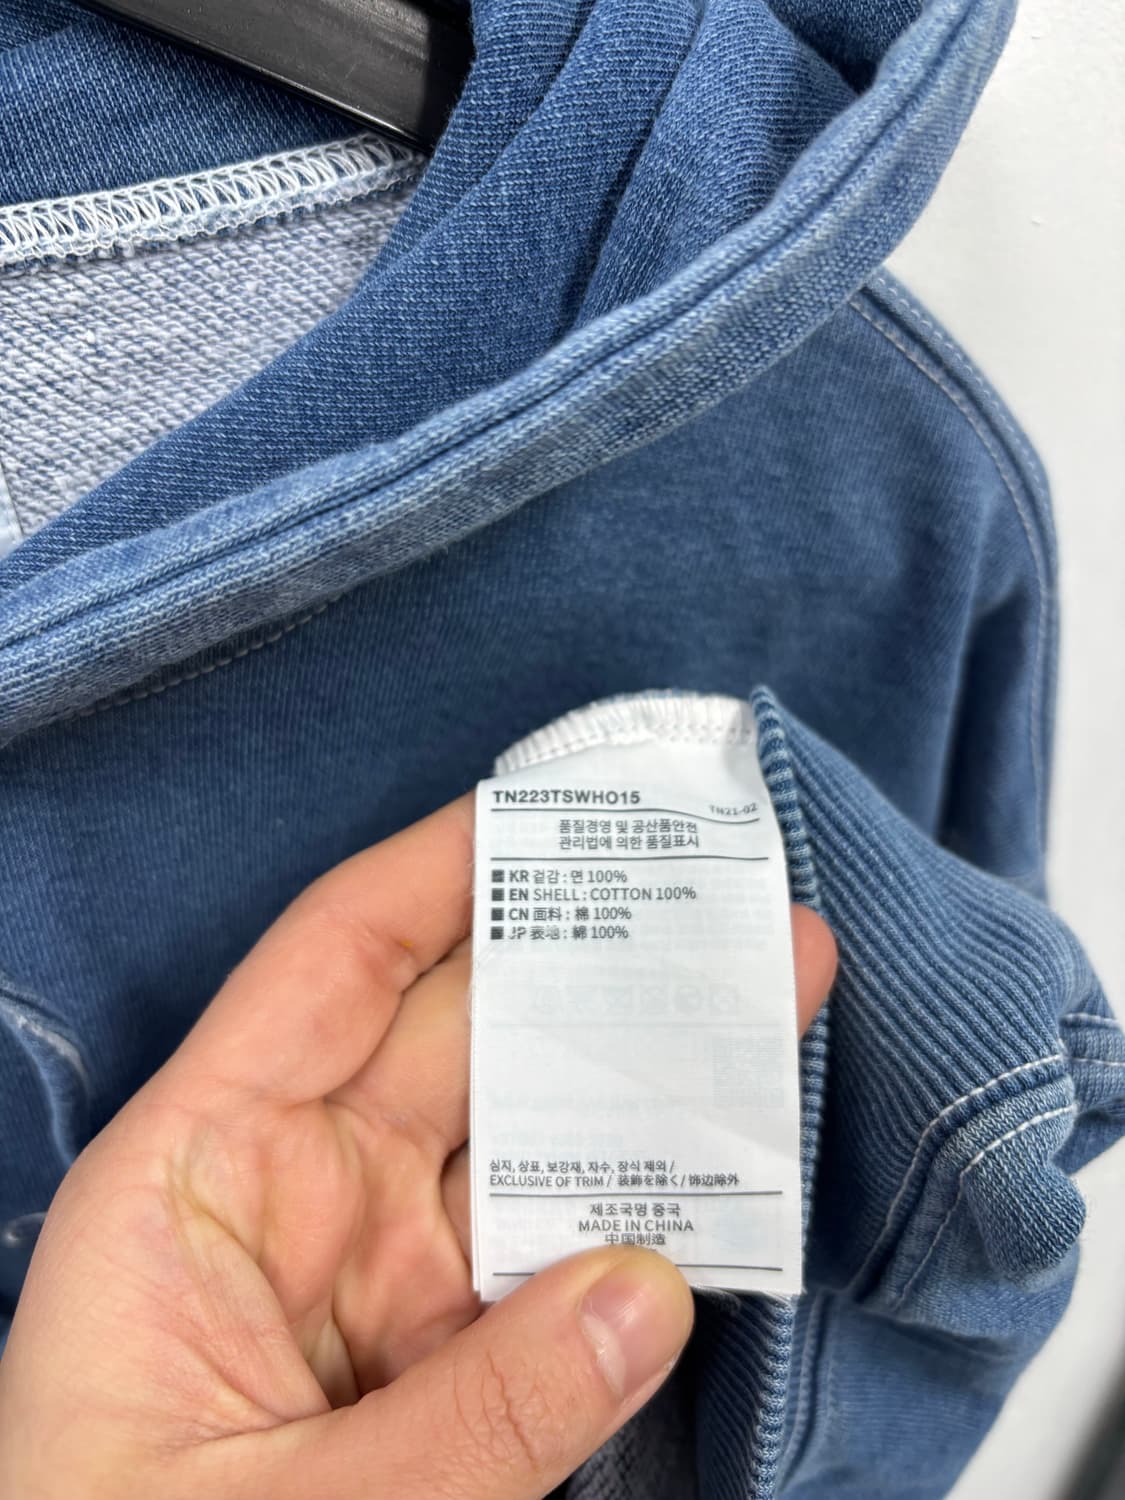 TN223TSWHO15
TN21-02
품질경영 및 공산품안전
관리법에 의한 품질표시
KR 겉감 : 면 100%
EN SHELL : COTTON 100%
CN 面料 : 棉 100%
JP 表地 : 綿 100%
심지, 상표, 보강재, 자수, 장식 제외 /
EXCLUSIVE OF TRIM / 装飾を除く / 饰边除外
제조국명 중국
MADE IN CHINA
中国制造